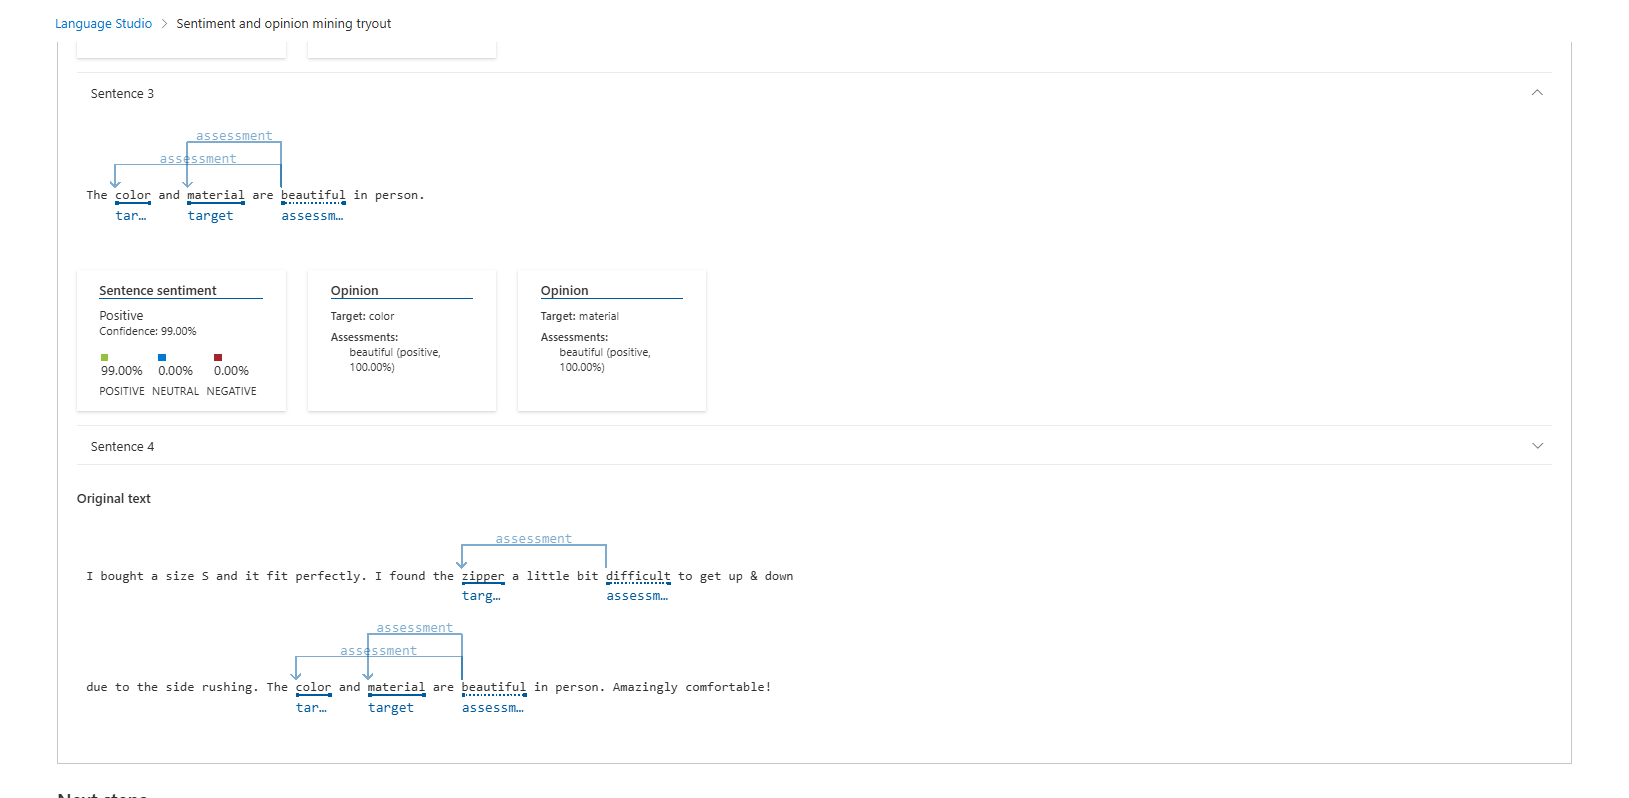 Language Studio > Sentiment and opinion mining tryout
Sentence 3
assessment
assessment
The color and material are beautiful in person.
tar… target assessm…
Sentence sentiment
Positive
Confidence: 99.00%
99.00% 0.00% 0.00%
POSITIVE NEUTRAL NEGATIVE
Opinion
Target: color
Assessments:
beautiful (positive,
100.00%)
Opinion
Target: material
Assessments:
beautiful (positive,
100.00%)
Sentence 4
Original text
assessment
I bought a size S and it fit perfectly. I found the zipper a little bit difficult to get up & down
targ… assessm…
assessment
assessment
due to the side rushing. The color and material are beautiful in person. Amazingly comfortable!
tar… target assessm…
Next steps